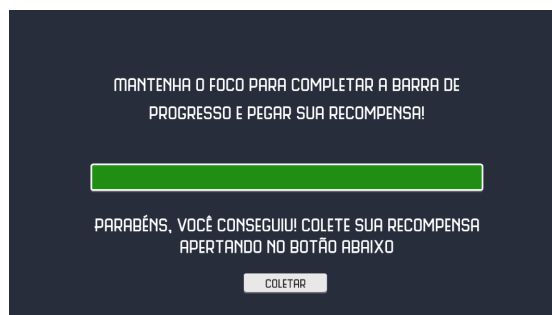 MANTENHA O FOCO PARA COMPLETAR A BARRA DE
PROGRESSO E PEGAR SUA RECOMPENSA!
PARABÉNS, VOCÊ CONSEGUIU! COLETE SUA RECOMPENSA
APERTANDO NO BOTÃO ABAIXO
COLETAR